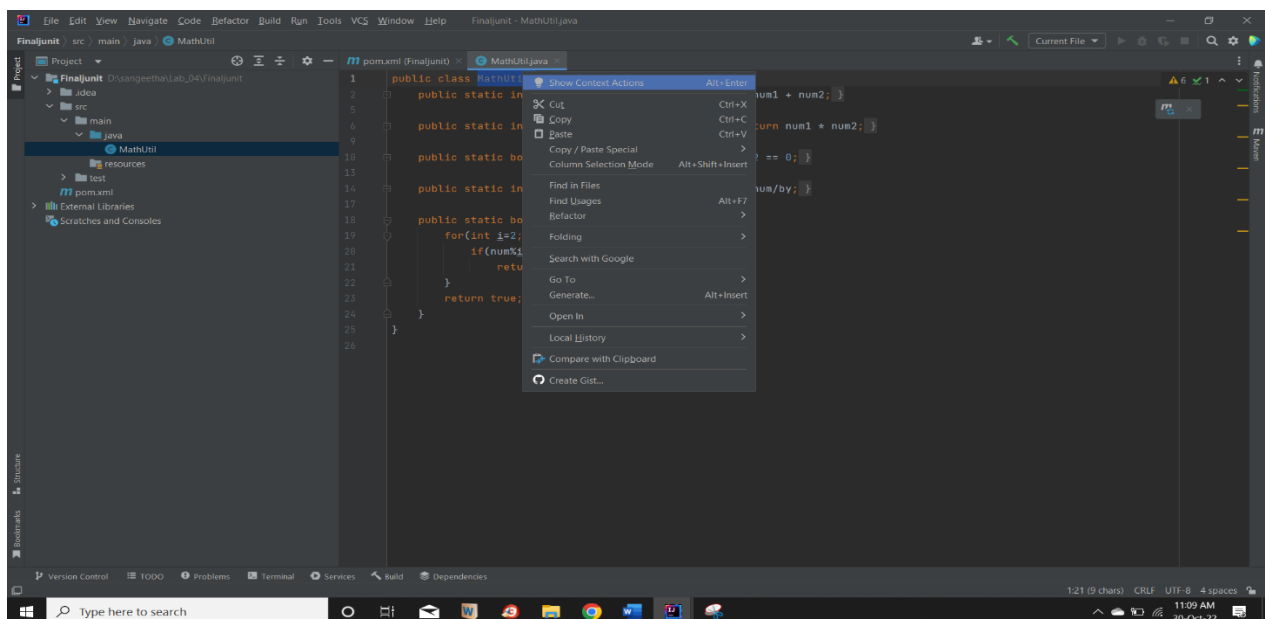 File Edit View Navigate Code Refactor Build Run Tools VCS Window Help Finaljunit - MathUtil.java
Finaljunit src main java MathUtil Current File
Project
Project
pom.xml (Finaljunit) MathUtil.java
Finaljunit D:\sangeetha\Lab_04\Finaljunit
.idea
src
main
java
MathUtil
resources
test
pom.xml
External Libraries
Scratches and Consoles
1 public class MathUti
2 public static in num1 + num2; }
5
6 public static in turn num1 * num2; }
9
10 public static bo 2 == 0; }
13
14 public static in num/by; }
17
18 public static bo
19 for(int i=2;
20 if(num%i
21 retu
22 }
23 return true;
24 }
25 }
26
6 1
Show Context Actions Alt+Enter
Cut Ctrl+X
Copy Ctrl+C
Paste Ctrl+V
Copy / Paste Special
Column Selection Mode Alt+Shift+Insert
Find in Files
Find Usages Alt+F7
Refactor
Folding
Search with Google
Go To
Generate... Alt+Insert
Open In
Local History
Compare with Clipboard
Create Gist...
Notifications
m Maven
Structure
Bookmarks
Version Control TODO Problems Terminal Services Build Dependencies
1:21 (9 chars) CRLF UTF-8 4 spaces
Type here to search
11:09 AM